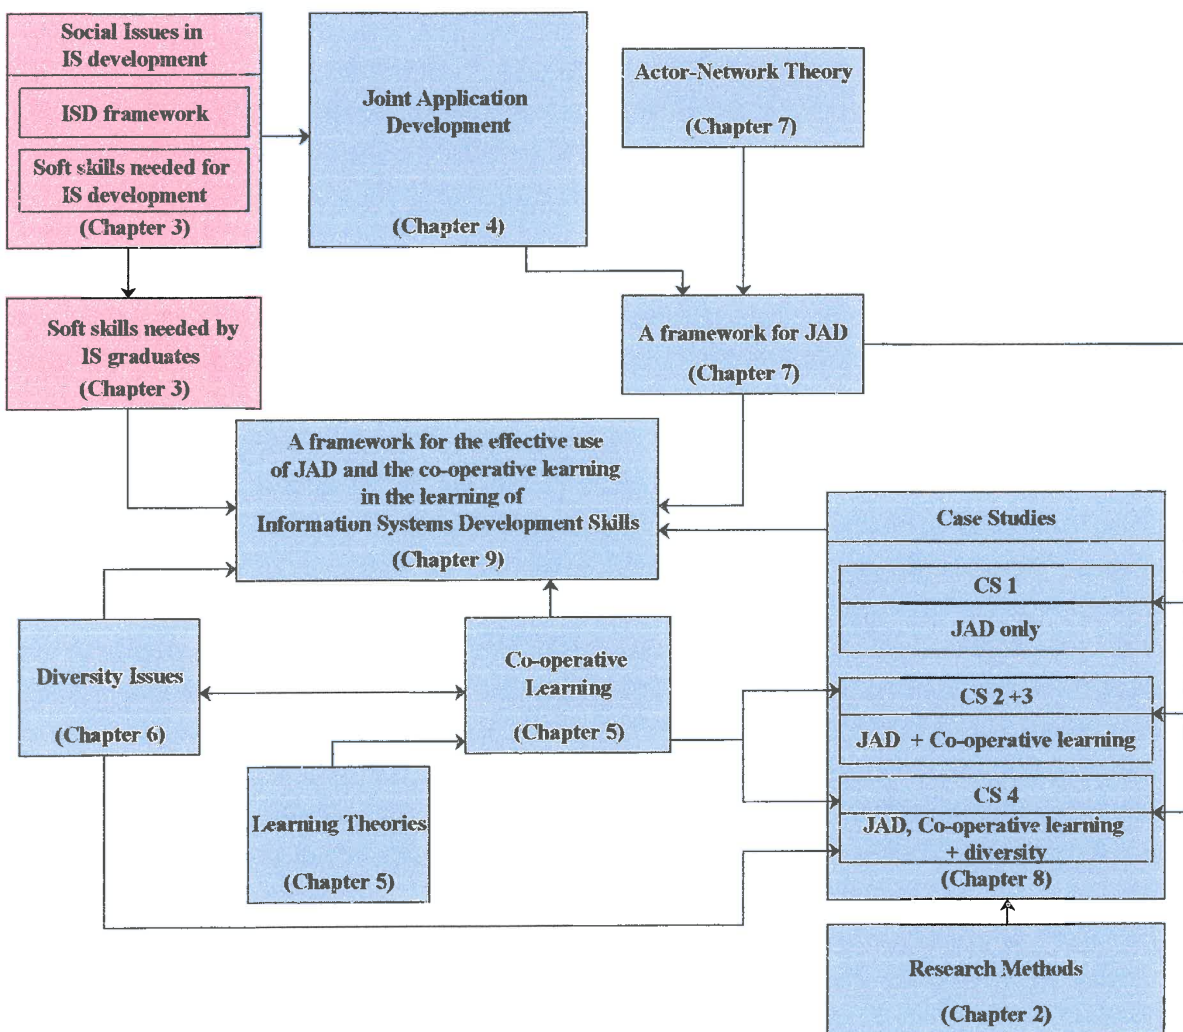 Social Issues in
IS development
ISD framework
Soft skills needed for
IS development
(Chapter 3)
Joint Application
Development
(Chapter 4)
Actor-Network Theory
(Chapter 7)
Soft skills needed by
IS graduates
(Chapter 3)
A framework for JAD
(Chapter 7)
A framework for the effective use
of JAD and the co-operative learning
in the learning of
Information Systems Development Skills
(Chapter 9)
Case Studies
CS 1
JAD only
CS 2 +3
JAD + Co-operative learning
CS 4
JAD, Co-operative learning
+ diversity
(Chapter 8)
Diversity Issues
(Chapter 6)
Co-operative
Learning
(Chapter 5)
Learning Theories
(Chapter 5)
Research Methods
(Chapter 2)